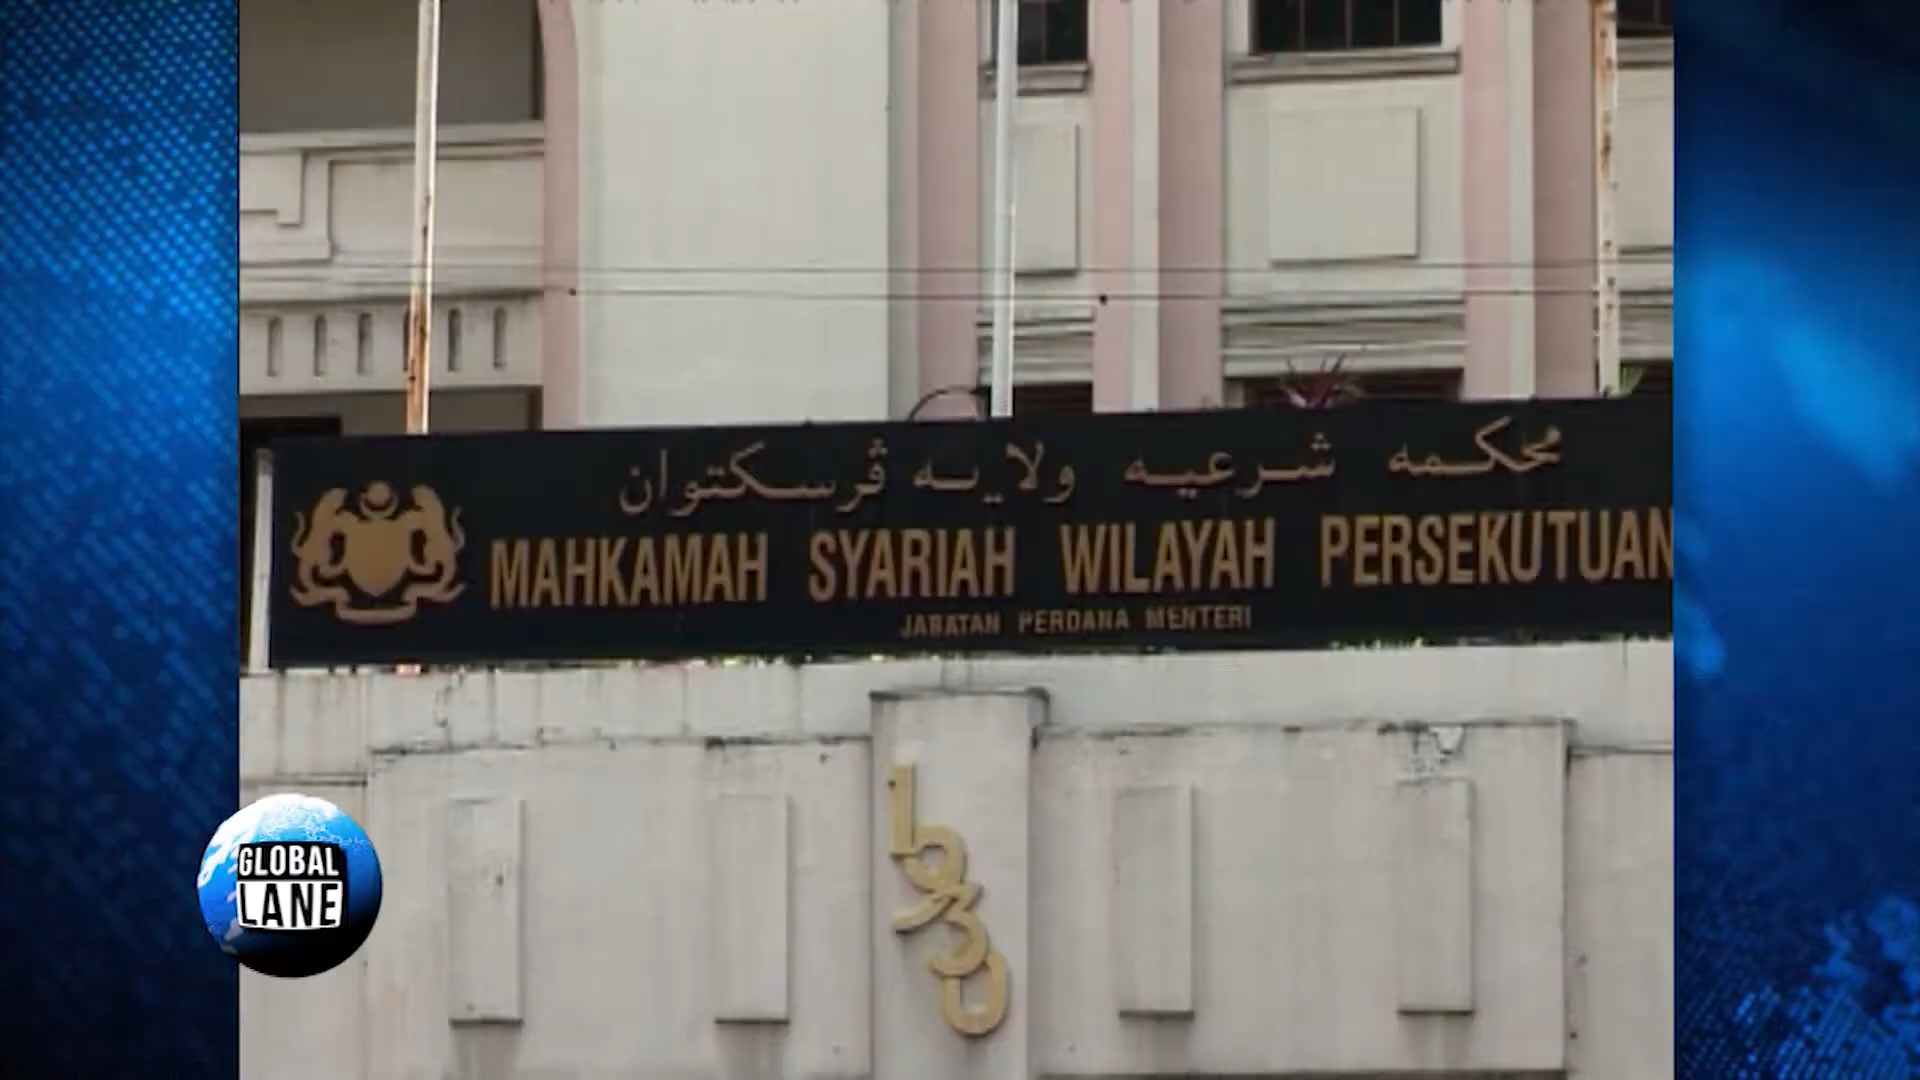 محكمه شرعيه ولايه ڤرسكتوان
MAHKAMAH SYARIAH WILAYAH PERSEKUTUAN
JABATAN PERDANA MENTERI
1930
GLOBAL
LANE